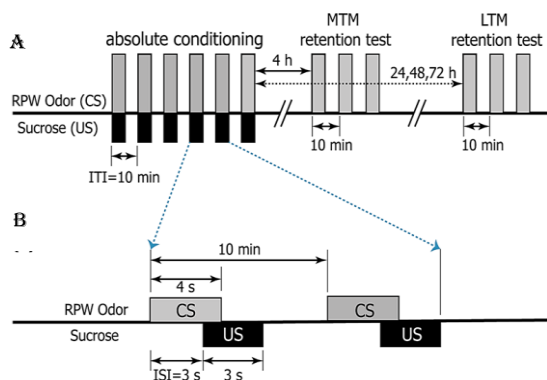 A
absolute conditioning
MTM
retention test
LTM
retention test
4 h
24,48,72 h
RPW Odor (CS)
Sucrose (US)
ITI=10 min
10 min
10 min
B
10 min
4 s
RPW Odor
CS
CS
Sucrose
US
US
ISI=3 s
3 s